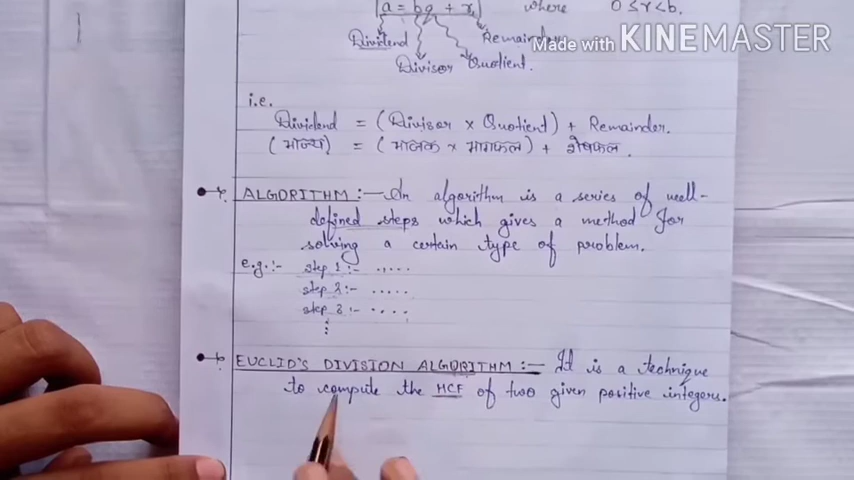 a = bq + r, where 0 ≤ r < b.
Dividend Remainder
Divisor Quotient.
Made with KINEMASTER
i.e.
Dividend = (Divisor × Quotient) + Remainder.
(भाज्य) = (भाजक × भागफल) + शेषफल.
ALGORITHM :- An algorithm is a series of well-
defined steps which gives a method for
solving a certain type of problem.
e.g.:- step 1:- .....
step 2:- .....
step 3:- .....
EUCLID'S DIVISION ALGORITHM :- It is a technique
to compute the HCF of two given positive integers.